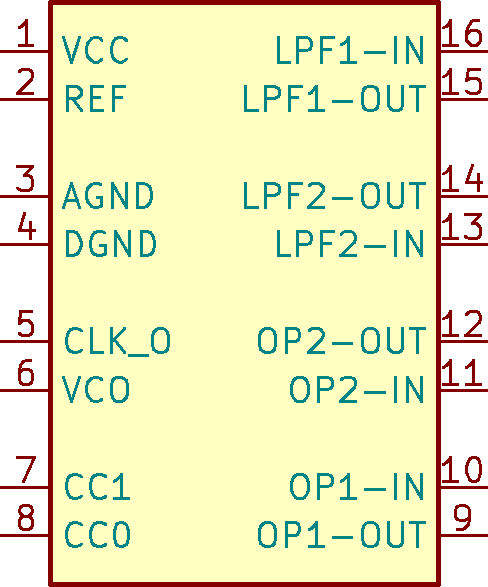 1 VCC LPF1-IN 16
2 REF LPF1-OUT 15
3 AGND LPF2-OUT 14
4 DGND LPF2-IN 13
5 CLK_O OP2-OUT 12
6 VCO OP2-IN 11
7 CC1 OP1-IN 10
8 CC0 OP1-OUT 9